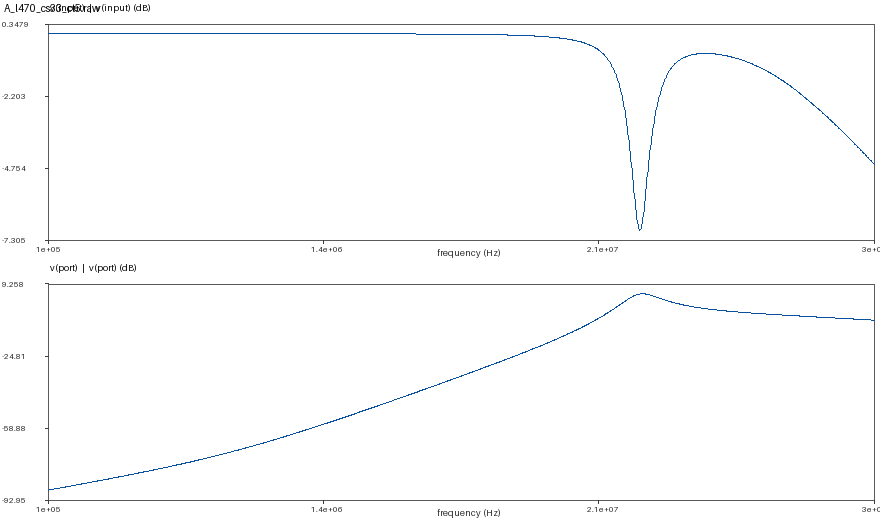 v(input) (dB)
0.3479
-2.203
-4.754
-7.305
1e+05
1.4e+06
2.1e+07
3e+0
frequency (Hz)
v(port) | v(port) (dB)
9.258
-24.81
-58.88
-92.95
1e+05
1.4e+06
2.1e+07
3e+0
frequency (Hz)